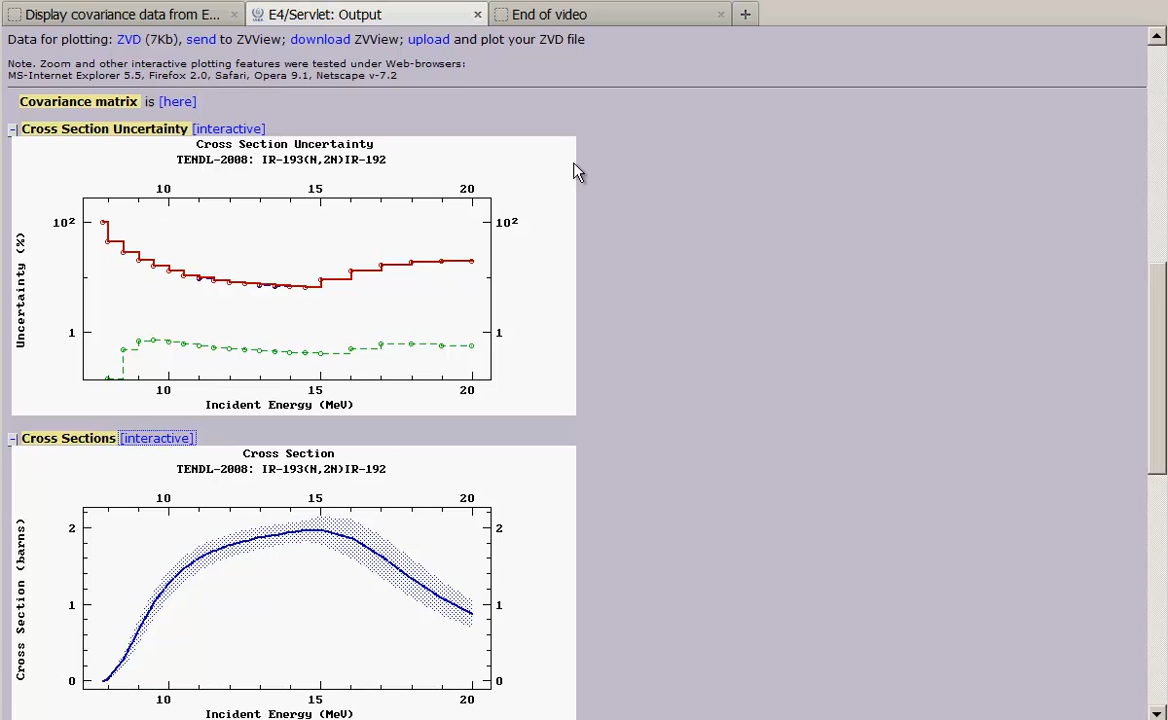 Display covariance data from E...
E4/Servlet: Output
End of video
Data for plotting: ZVD (7Kb), send to ZVView; download ZVView; upload and plot your ZVD file
Note. Zoom and other interactive plotting features were tested under Web-browsers:
MS-Internet Explorer 5.5, Firefox 2.0, Safari, Opera 9.1, Netscape v-7.2
Covariance matrix is [here]
-| Cross Section Uncertainty [interactive]
Cross Section Uncertainty
TENDL-2008: IR-193(N,2N)IR-192
10 15 20
10² 10²
1 1
Uncertainty (%)
10 15 20
Incident Energy (MeV)
-| Cross Sections [interactive]
Cross Section
TENDL-2008: IR-193(N,2N)IR-192
10 15 20
2 2
1 1
0 0
Cross Section (barns)
10 15 20
Incident Energy (MeV)